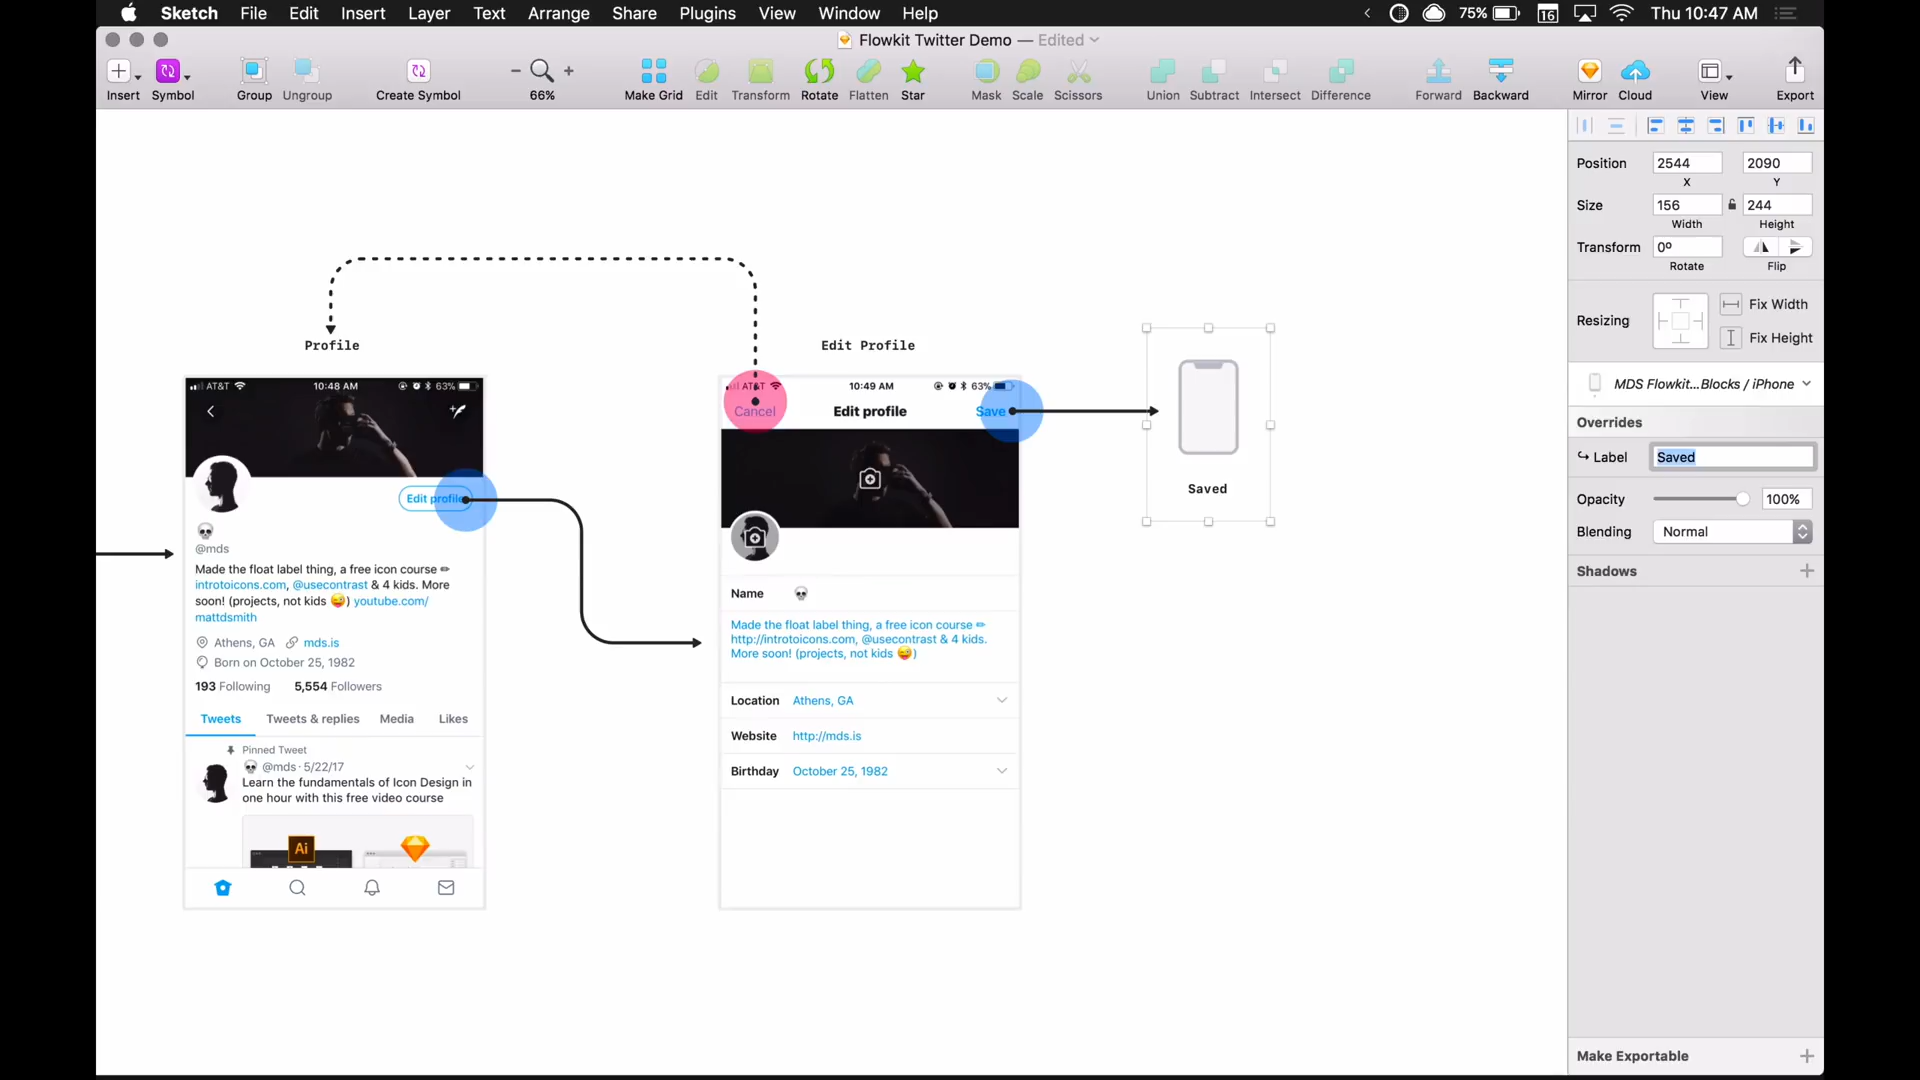 Sketch File Edit Insert Layer Text Arrange Share Plugins View Window Help 75% 16 Thu 10:47 AM
Flowkit Twitter Demo — Edited
Insert Symbol Group Ungroup Create Symbol 66% Make Grid Edit Transform Rotate Flatten Star Mask Scale Scissors Union Subtract Intersect Difference Forward Backward Mirror Cloud View Export
Position 2544 2090
X Y
Size 156 244
Width Height
Transform 0º
Rotate Flip
Resizing Fix Width
Fix Height
MDS Flowkit...Blocks / iPhone
Overrides
Label Saved
Opacity 100%
Blending Normal
Shadows
Make Exportable
Profile
AT&T 10:48 AM 63%
Edit profile
💀
@mds
Made the float label thing, a free icon course ✏
introtoicons.com, @usecontrast & 4 kids. More
soon! (projects, not kids 😜) youtube.com/
mattdsmith
Athens, GA mds.is
Born on October 25, 1982
193 Following 5,554 Followers
Tweets Tweets & replies Media Likes
Pinned Tweet
💀 @mds · 5/22/17
Learn the fundamentals of Icon Design in
one hour with this free video course
Ai
Edit Profile
AT&T 10:49 AM 63%
Cancel Edit profile Save
Name 💀
Made the float label thing, a free icon course ✏
http://introtoicons.com, @usecontrast & 4 kids.
More soon! (projects, not kids 😜)
Location Athens, GA
Website http://mds.is
Birthday October 25, 1982
Saved